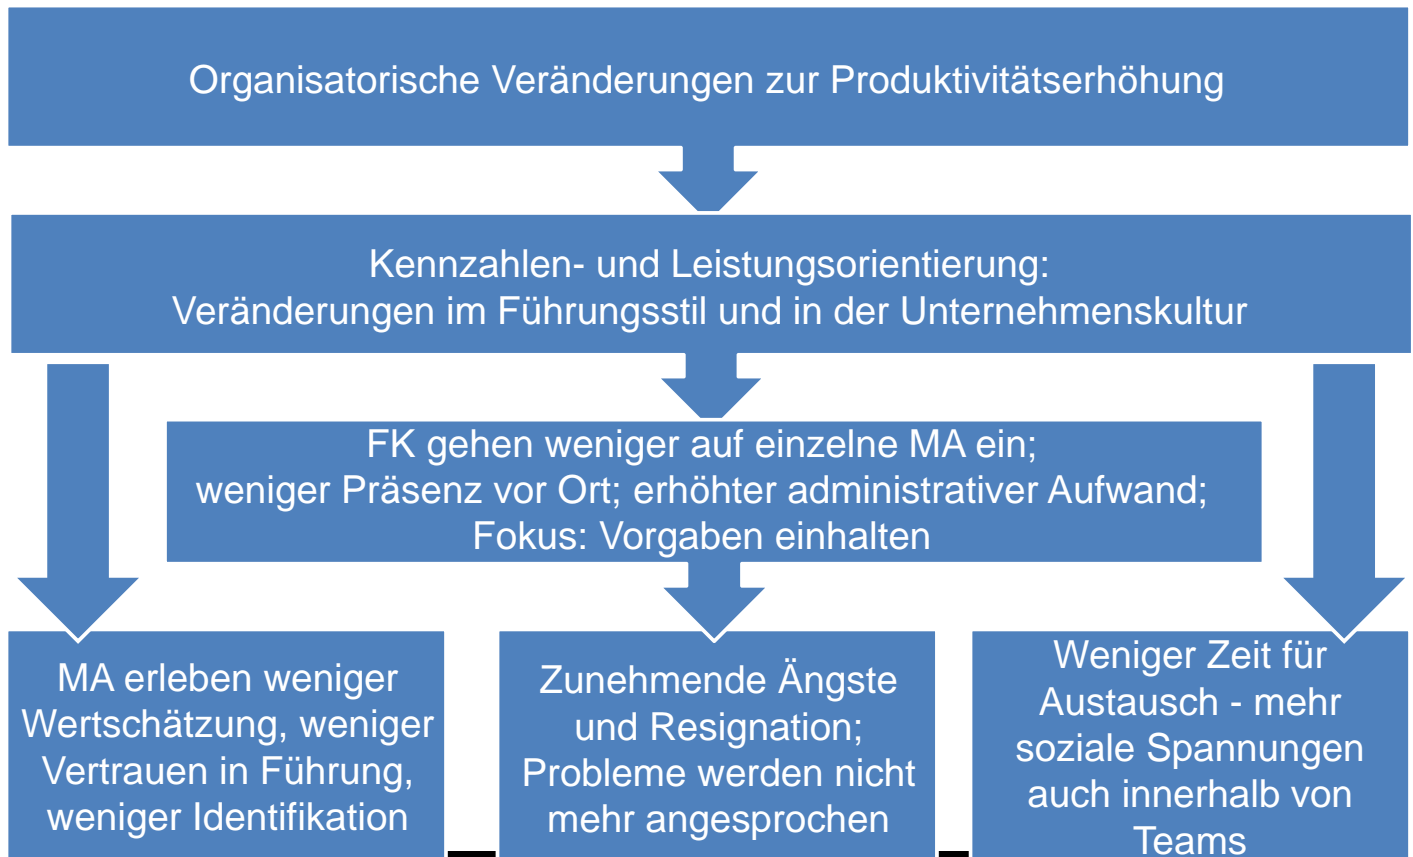 Organisatorische Veränderungen zur Produktivitätserhöhung
Kennzahlen- und Leistungsorientierung:
Veränderungen im Führungsstil und in der Unternehmenskultur
FK gehen weniger auf einzelne MA ein;
weniger Präsenz vor Ort; erhöhter administrativer Aufwand;
Fokus: Vorgaben einhalten
MA erleben weniger
Wertschätzung, weniger
Vertrauen in Führung,
weniger Identifikation
Zunehmende Ängste
und Resignation;
Probleme werden nicht
mehr angesprochen
Weniger Zeit für
Austausch - mehr
soziale Spannungen
auch innerhalb von
Teams